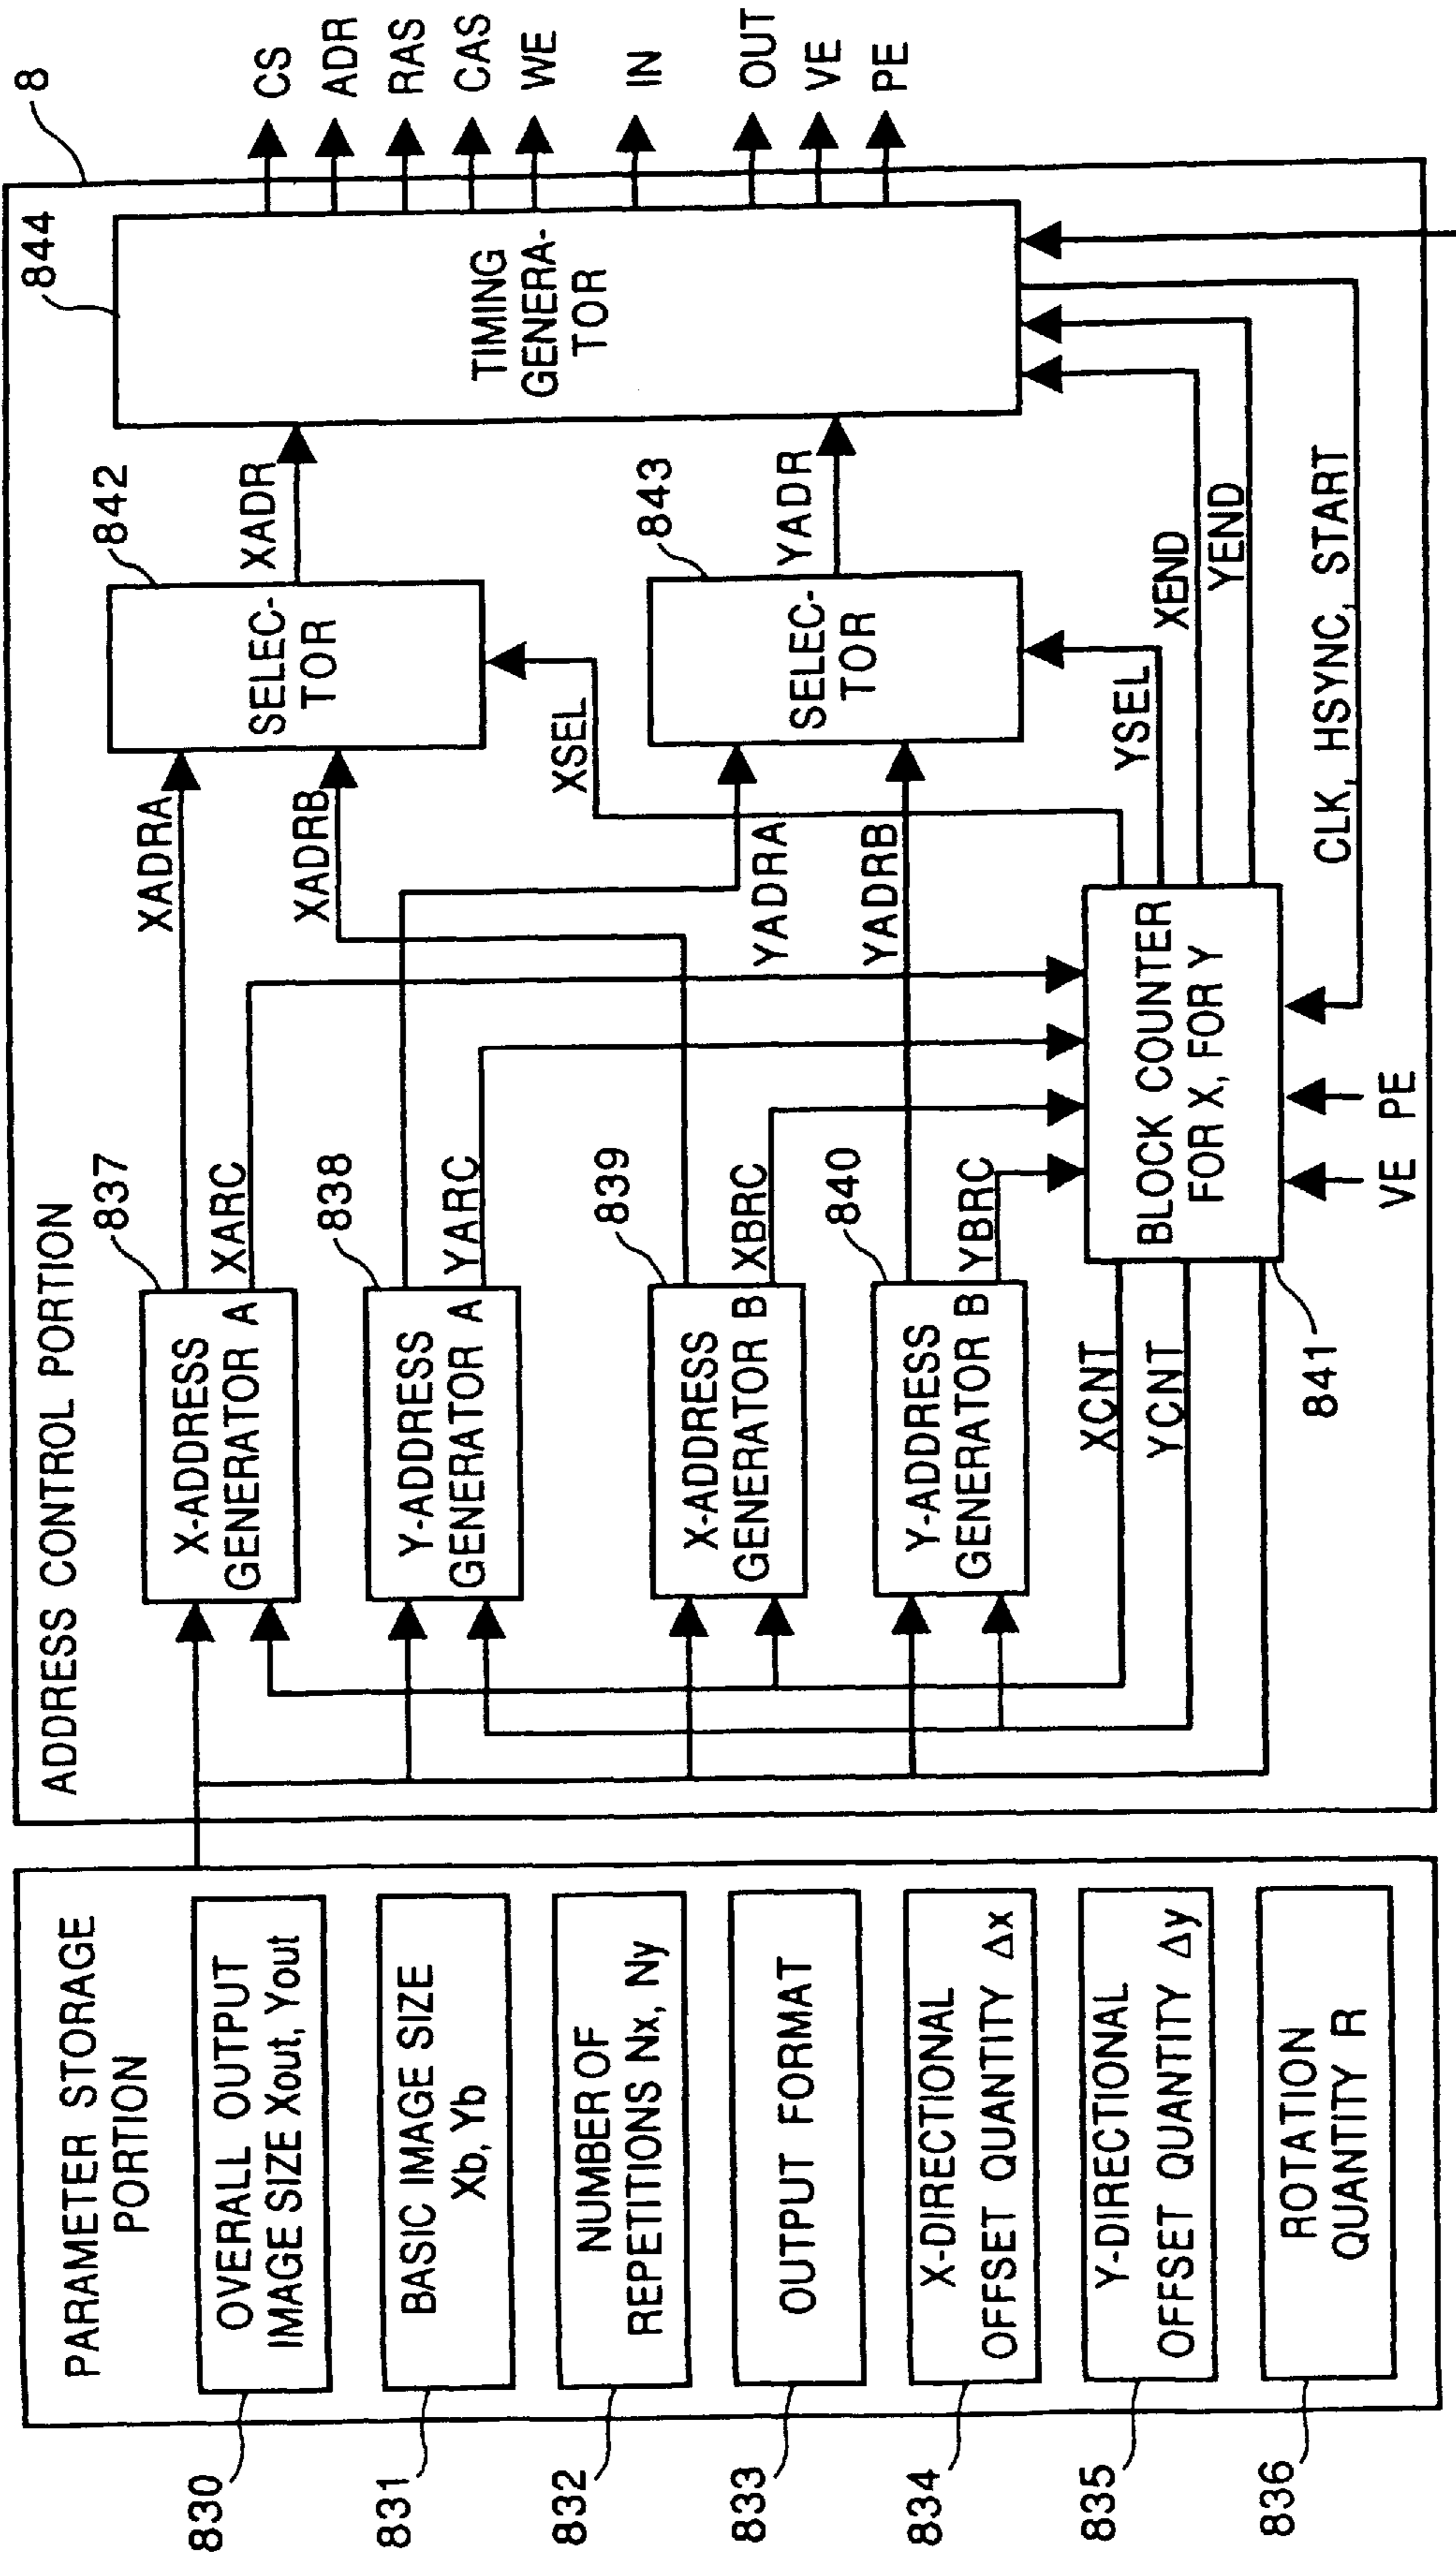 PARAMETER STORAGE
PORTION
830
OVERALL OUTPUT
IMAGE SIZE Xout, Yout
831
BASIC IMAGE SIZE
Xb, Yb
832
NUMBER OF
REPETITIONS Nx, Ny
833
OUTPUT FORMAT
834
X-DIRECTIONAL
OFFSET QUANTITY Δx
835
Y-DIRECTIONAL
OFFSET QUANTITY Δy
836
ROTATION
QUANTITY R
ADDRESS CONTROL PORTION
8
837
X-ADDRESS
GENERATOR A
XARC
XADRA
838
Y-ADDRESS
GENERATOR A
YARC
YADRA
839
X-ADDRESS
GENERATOR B
XBRC
XADRB
840
Y-ADDRESS
GENERATOR B
YBRC
YADRB
XCNT
YCNT
841
BLOCK COUNTER
FOR X, FOR Y
VE
PE
XSEL
YSEL
XEND
YEND
CLK, HSYNC, START
842
SELEC-
TOR
XADR
843
SELEC-
TOR
YADR
844
TIMING
GENERA-
TOR
CS
ADR
RAS
CAS
WE
IN
OUT
VE
PE